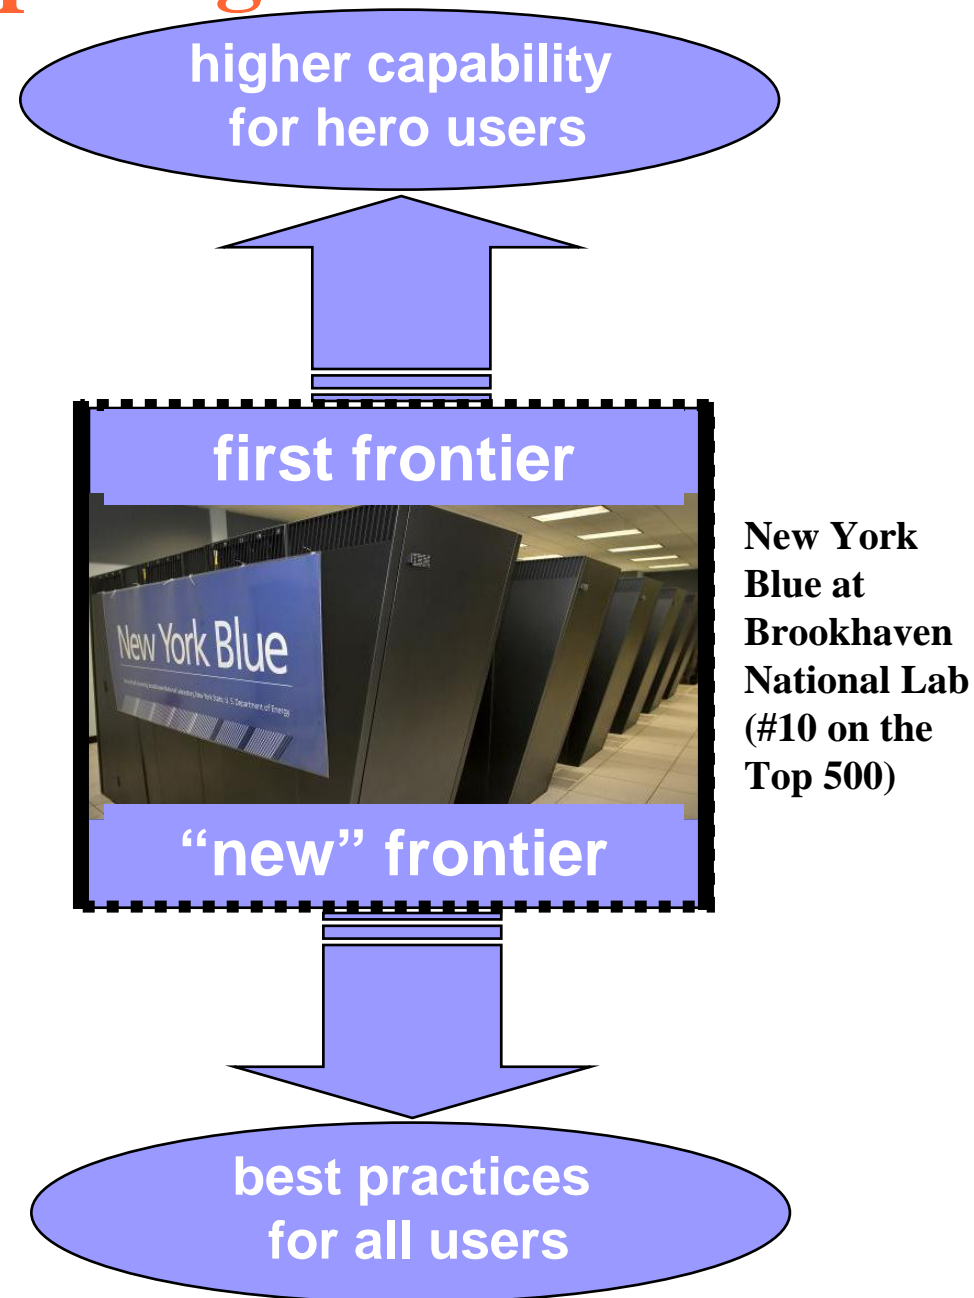 higher capability
for hero users
first frontier
IBM
New York Blue
“new” frontier
New York
Blue at
Brookhaven
National Lab
(#10 on the
Top 500)
best practices
for all users